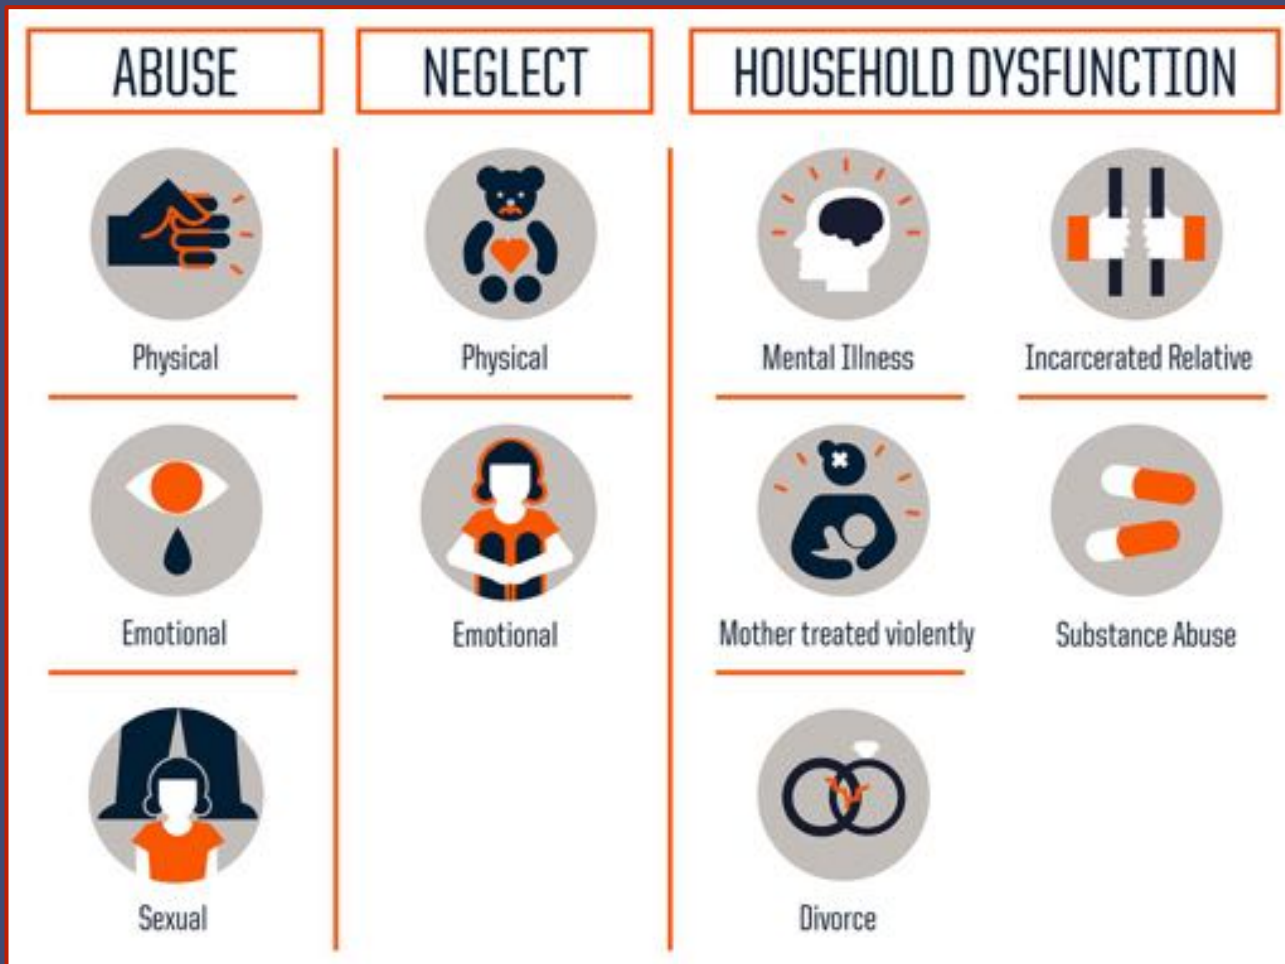 ABUSE
NEGLECT
HOUSEHOLD DYSFUNCTION
Physical
Physical
Mental Illness
Incarcerated Relative
Emotional
Emotional
Mother treated violently
Substance Abuse
Sexual
Divorce